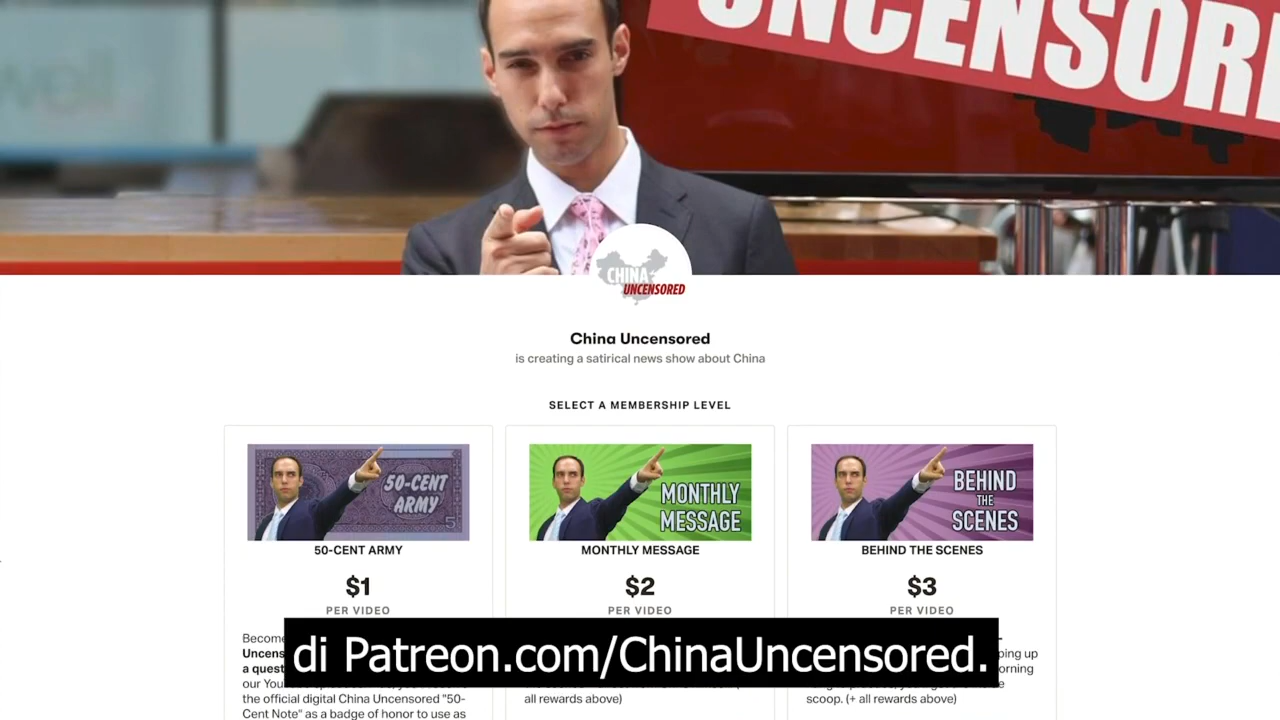 UNCENSOR
CHINA
UNCENSORED
China Uncensored
is creating a satirical news show about China
SELECT A MEMBERSHIP LEVEL
50-CENT
ARMY
5
50-CENT ARMY
$1
PER VIDEO
Become
Uncens
a quest
our You
the official digital China Uncensored "50-
Cent Note" as a badge of honor to use as
MONTHLY
MESSAGE
MONTHLY MESSAGE
$2
PER VIDEO
all rewards above)
BEHIND
THE
SCENES
BEHIND THE SCENES
$3
PER VIDEO
ping up
orning
scoop. (+ all rewards above)
di Patreon.com/ChinaUncensored.